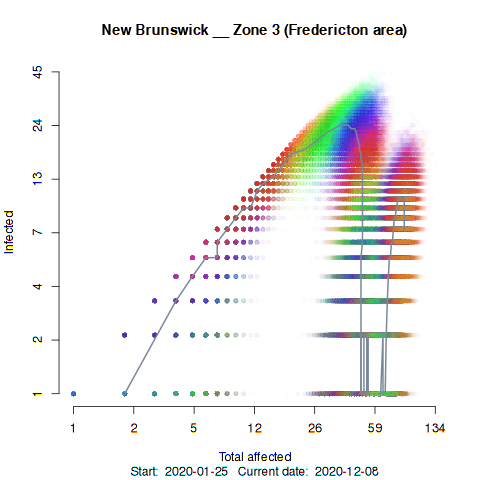 New Brunswick __ Zone 3 (Fredericton area)
45
24
13
7
4
2
1
Infected
1 2 5 12 26 59 134
Total affected
Start: 2020-01-25 Current date: 2020-12-08